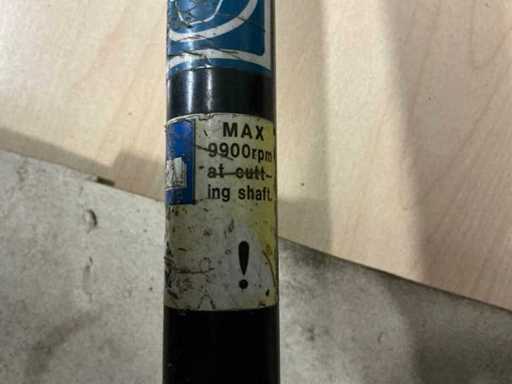 MAX
9900rpm
at cutt-
ing shaft.
!